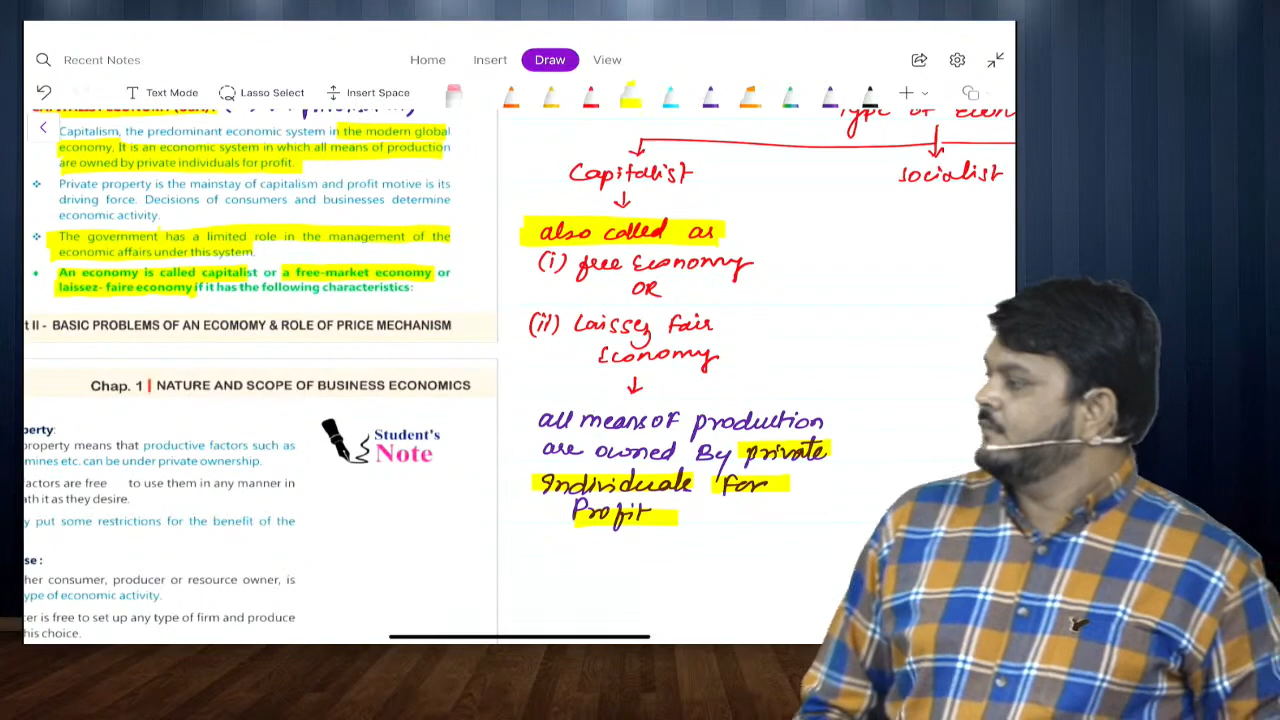 Recent Notes
Home
Insert
Draw
View
Text Mode
Lasso Select
Insert Space
Capitalism, the predominant economic system in the modern global
economy. It is an economic system in which all means of production
are owned by private individuals for profit.
Private property is the mainstay of capitalism and profit motive is its
driving force. Decisions of consumers and businesses determine
economic activity.
The government has a limited role in the management of the
economic affairs under this system.
An economy is called capitalist or a free-market economy or
laissez- faire economy if it has the following characteristics:
t II - BASIC PROBLEMS OF AN ECOMOMY & ROLE OF PRICE MECHANISM
Chap. 1 | NATURE AND SCOPE OF BUSINESS ECONOMICS
perty:
property means that productive factors such as
mines etc. can be under private ownership.
actors are free to use them in any manner in
ath it as they desire.
y put some restrictions for the benefit of the
Student's
Note
se :
her consumer, producer or resource owner, is
ype of economic activity.
cer is free to set up any type of firm and produce
his choice.
Type of Econ
Capitalist
socialist
also called as
(i) free Economy
OR
(ii) Laissez fair
Economy
all means of production
are owned By private
Individuale for
Profit